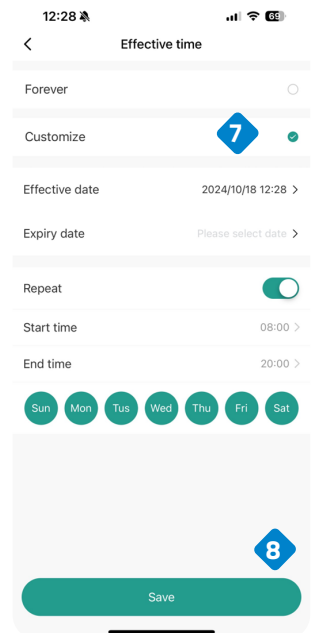 12:28 69
Effective time
Forever
Customize 7
Effective date 2024/10/18 12:28
Expiry date Please select date
Repeat
Start time 08:00
End time 20:00
Sun Mon Tus Wed Thu Fri Sat
8
Save